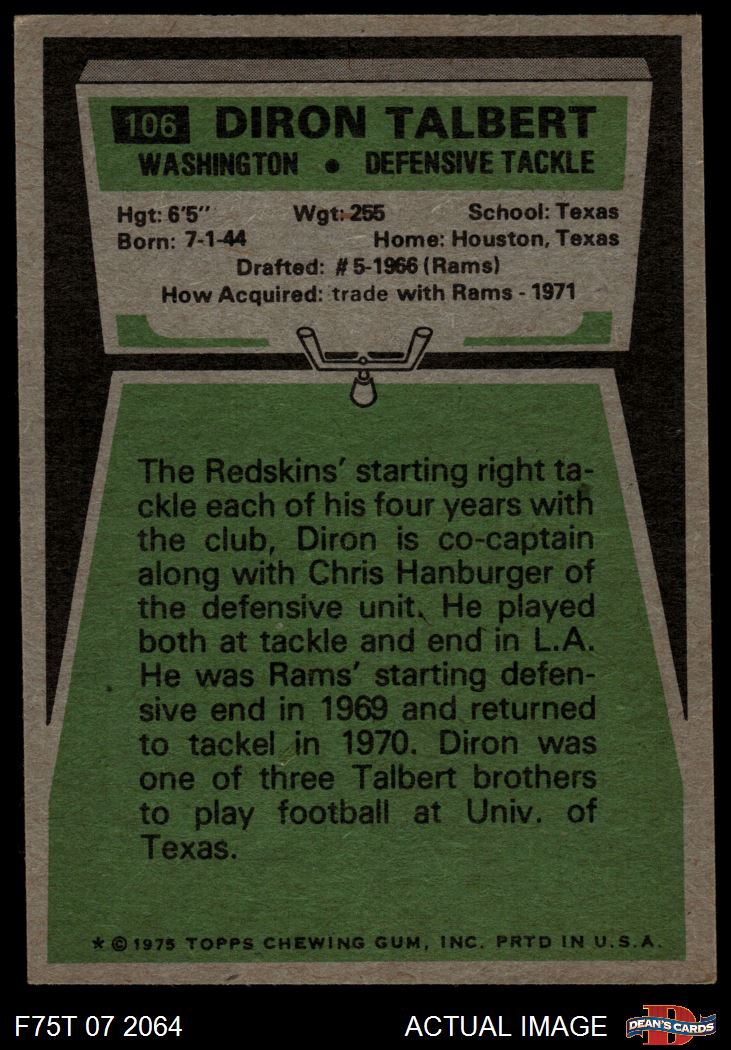 106 DIRON TALBERT
WASHINGTON • DEFENSIVE TACKLE
Hgt: 6'5" Wgt: 255 School: Texas
Born: 7-1-44 Home: Houston, Texas
Drafted: #5-1966 (Rams)
How Acquired: trade with Rams - 1971
The Redskins' starting right ta-
ckle each of his four years with
the club, Diron is co-captain
along with Chris Hanburger of
the defensive unit. He played
both at tackle and end in L.A.
He was Rams' starting defen-
sive end in 1969 and returned
to tackel in 1970. Diron was
one of three Talbert brothers
to play football at Univ. of
Texas.
* © 1975 TOPPS CHEWING GUM, INC. PRTD IN U.S.A.
F75T 07 2064 ACTUAL IMAGE D DEAN'S CARDS